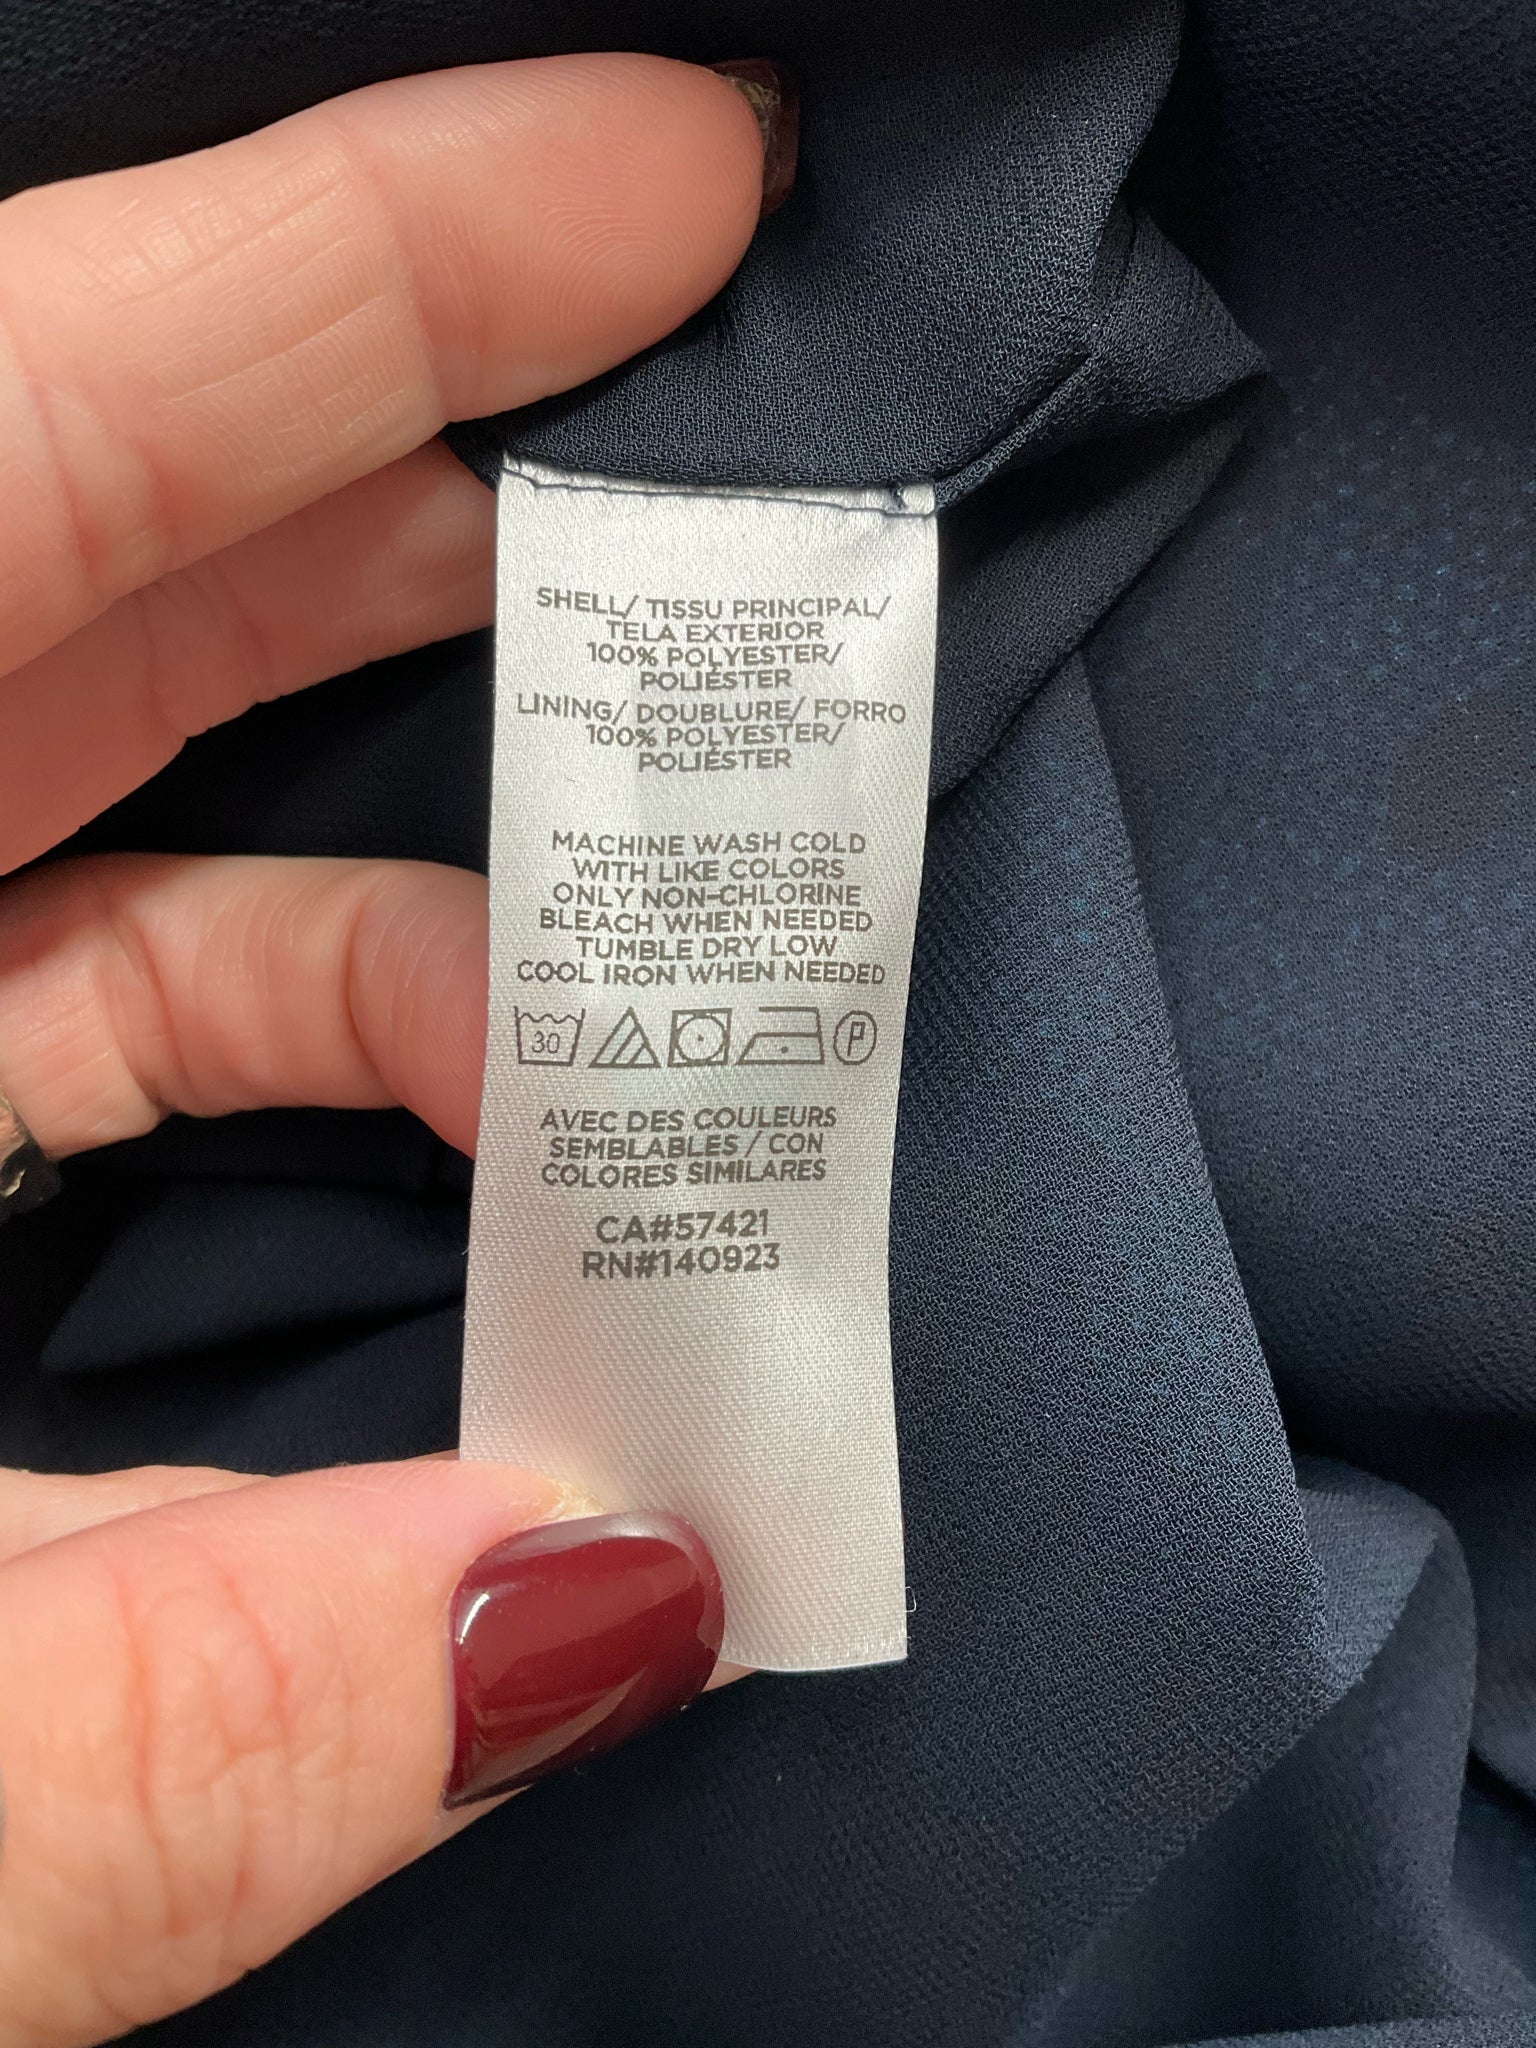 SHELL/ TISSU PRINCIPAL/
TELA EXTERIOR
100% POLYESTER/
POLIÉSTER
LINING/ DOUBLURE/ FORRO
100% POLYESTER/
POLIÉSTER
MACHINE WASH COLD
WITH LIKE COLORS
ONLY NON-CHLORINE
BLEACH WHEN NEEDED
TUMBLE DRY LOW
COOL IRON WHEN NEEDED
30 P
AVEC DES COULEURS
SEMBLABLES / CON
COLORES SIMILARES
CA#57421
RN#140923